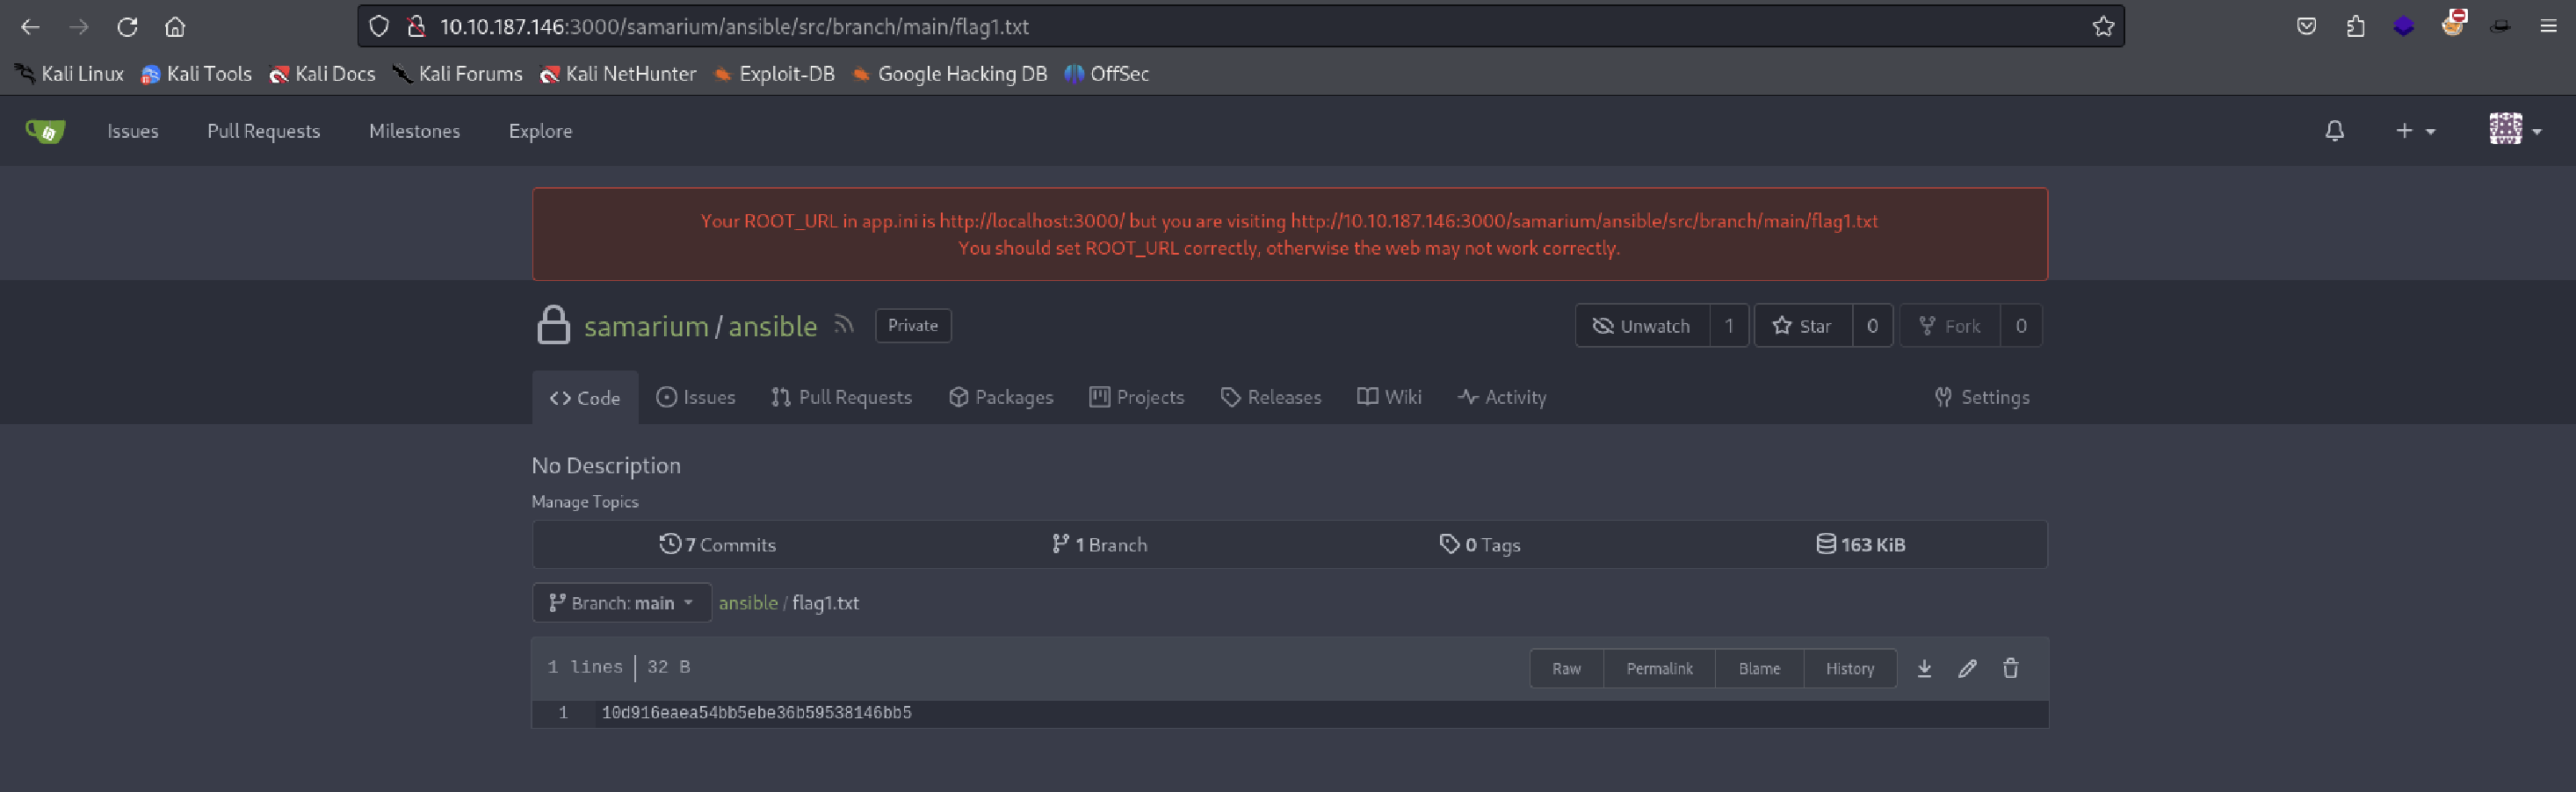 10.10.187.146:3000/samarium/ansible/src/branch/main/flag1.txt
Kali Linux Kali Tools Kali Docs Kali Forums Kali NetHunter Exploit-DB Google Hacking DB OffSec
Issues Pull Requests Milestones Explore
Your ROOT_URL in app.ini is http://localhost:3000/ but you are visiting http://10.10.187.146:3000/samarium/ansible/src/branch/main/flag1.txt
You should set ROOT_URL correctly, otherwise the web may not work correctly.
samarium / ansible Private Unwatch 1 Star 0 Fork 0
Code Issues Pull Requests Packages Projects Releases Wiki Activity Settings
No Description
Manage Topics
7 Commits 1 Branch 0 Tags 163 KiB
Branch: main ansible / flag1.txt
1 lines | 32 B Raw Permalink Blame History
1 10d916eaea54bb5ebe36b59538146bb5